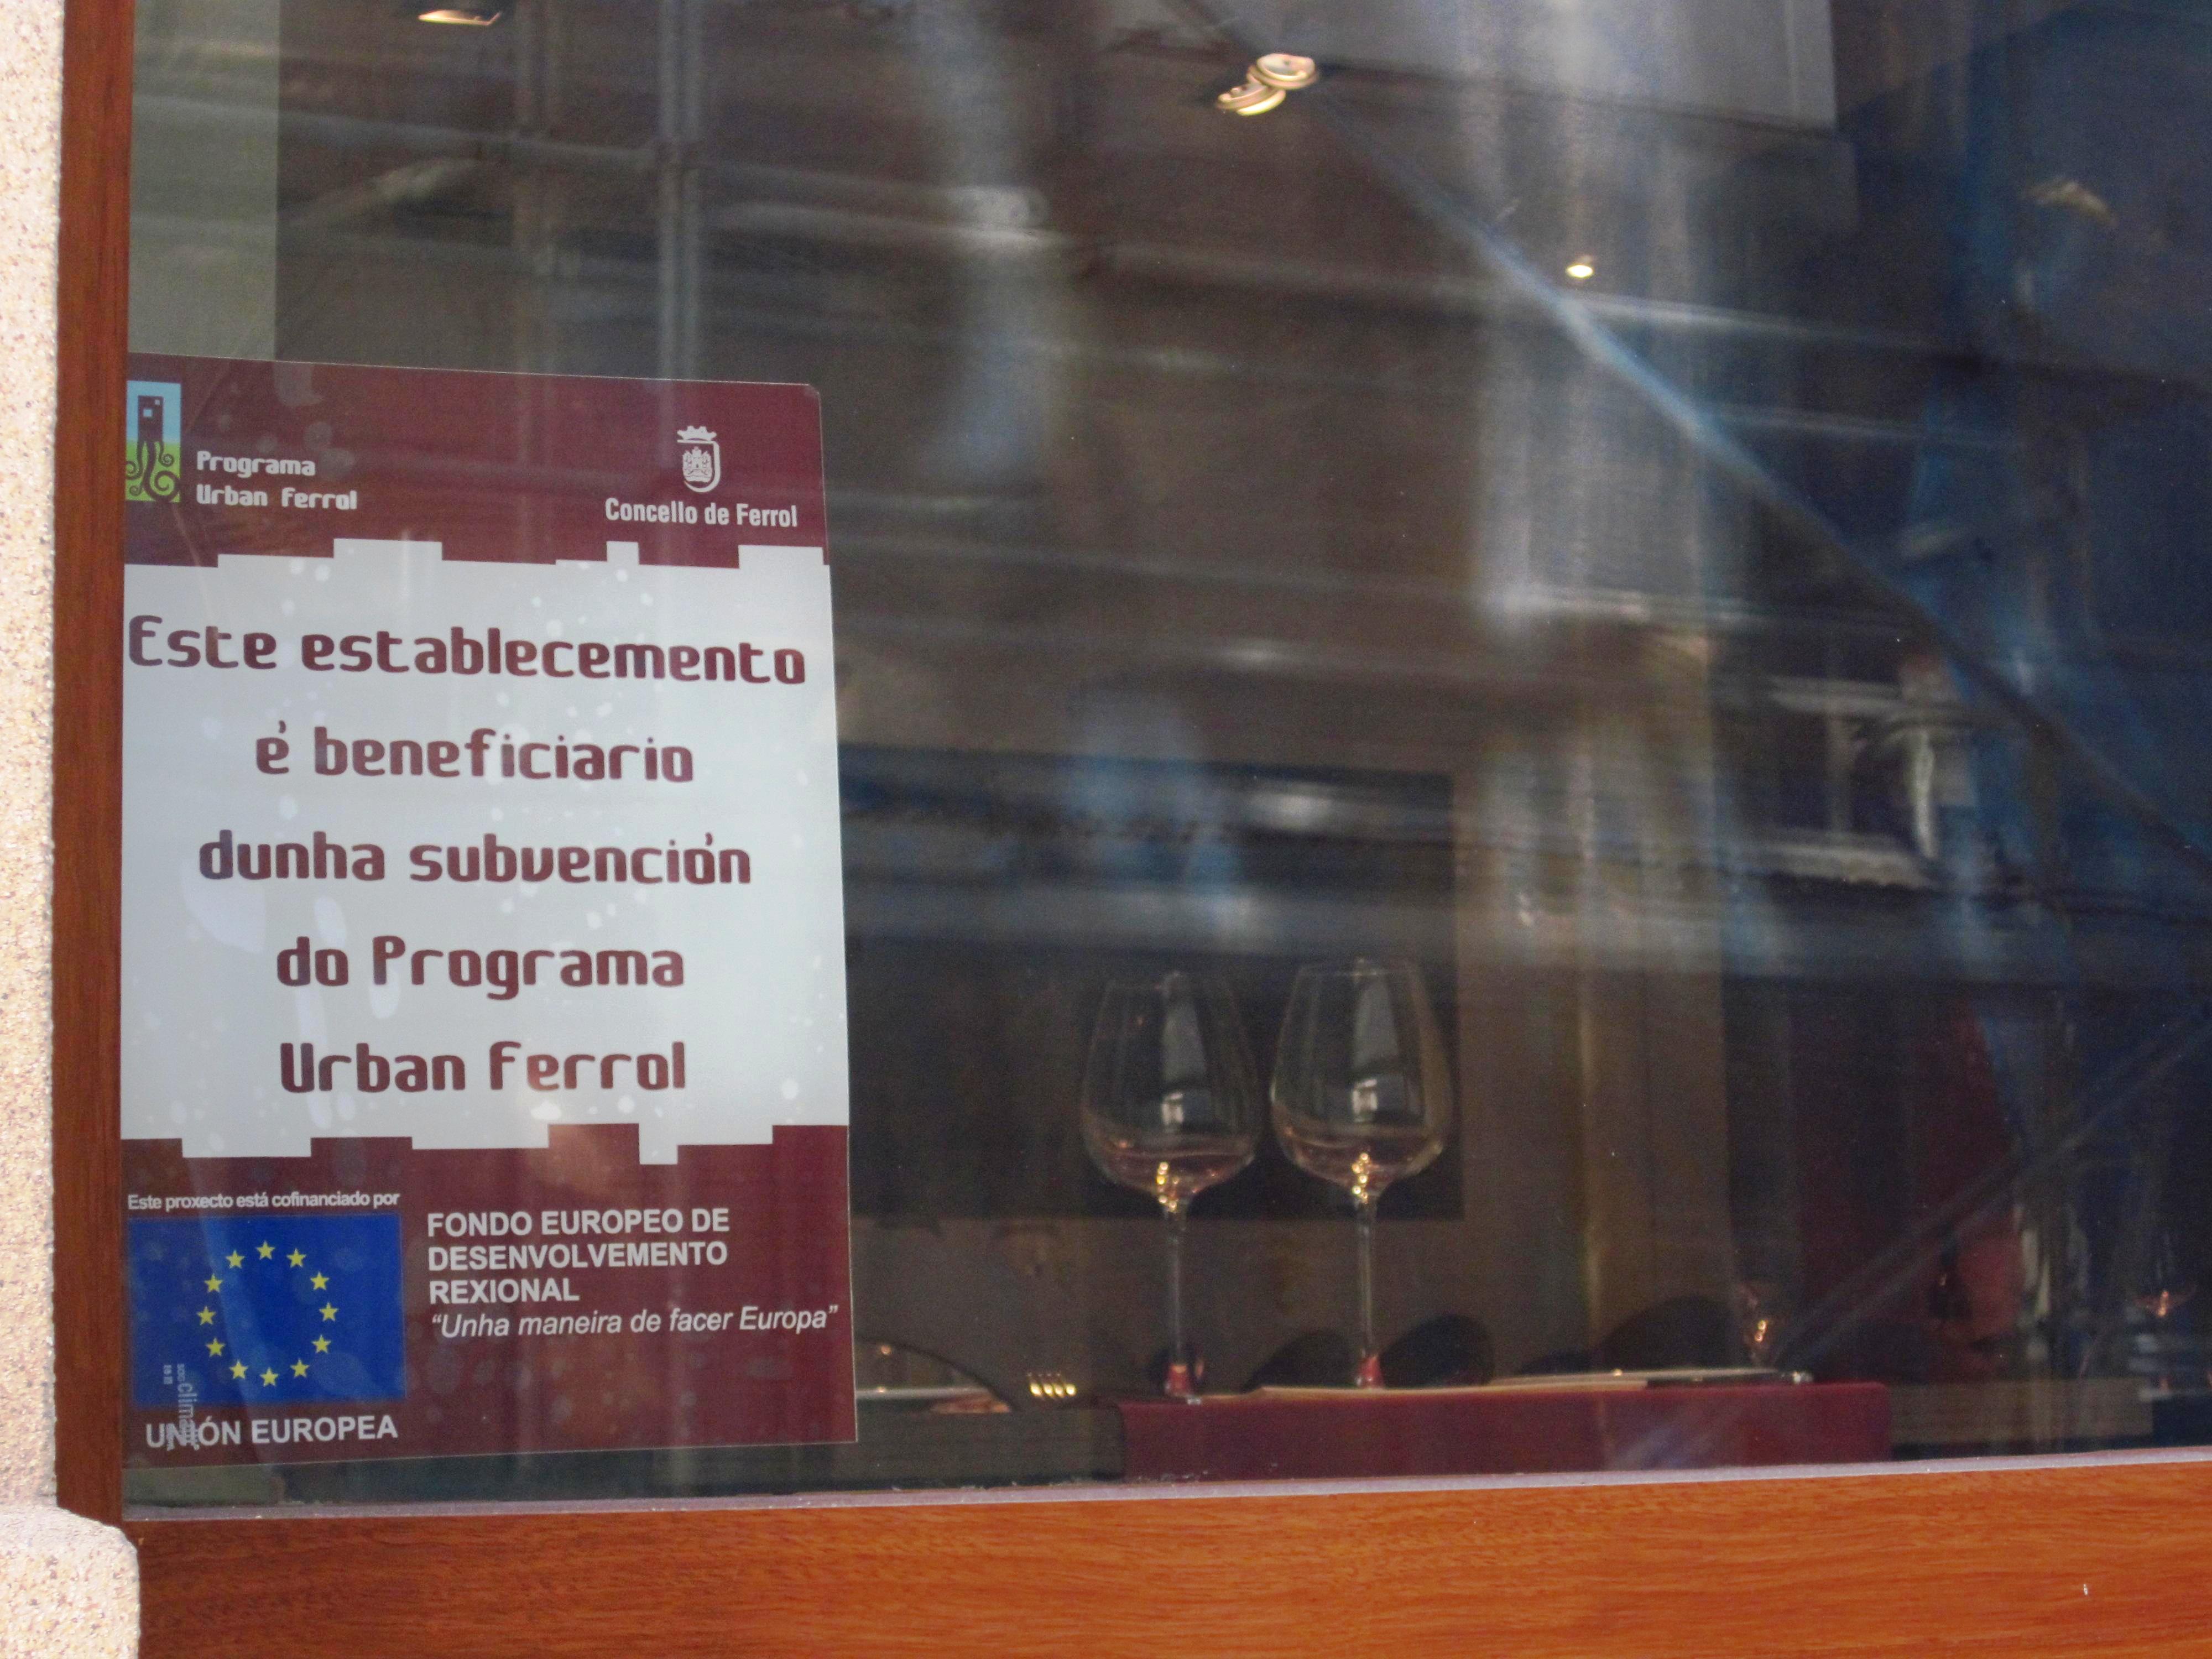 Programa
Urban Ferrol
Concello de Ferrol
Este establecemento
é beneficiario
dunha subvención
do Programa
Urban Ferrol
Este proxecto está cofinanciado por
FONDO EUROPEO DE
DESENVOLVEMENTO
REXIONAL
“Unha maneira de facer Europa”
UNIÓN EUROPEA